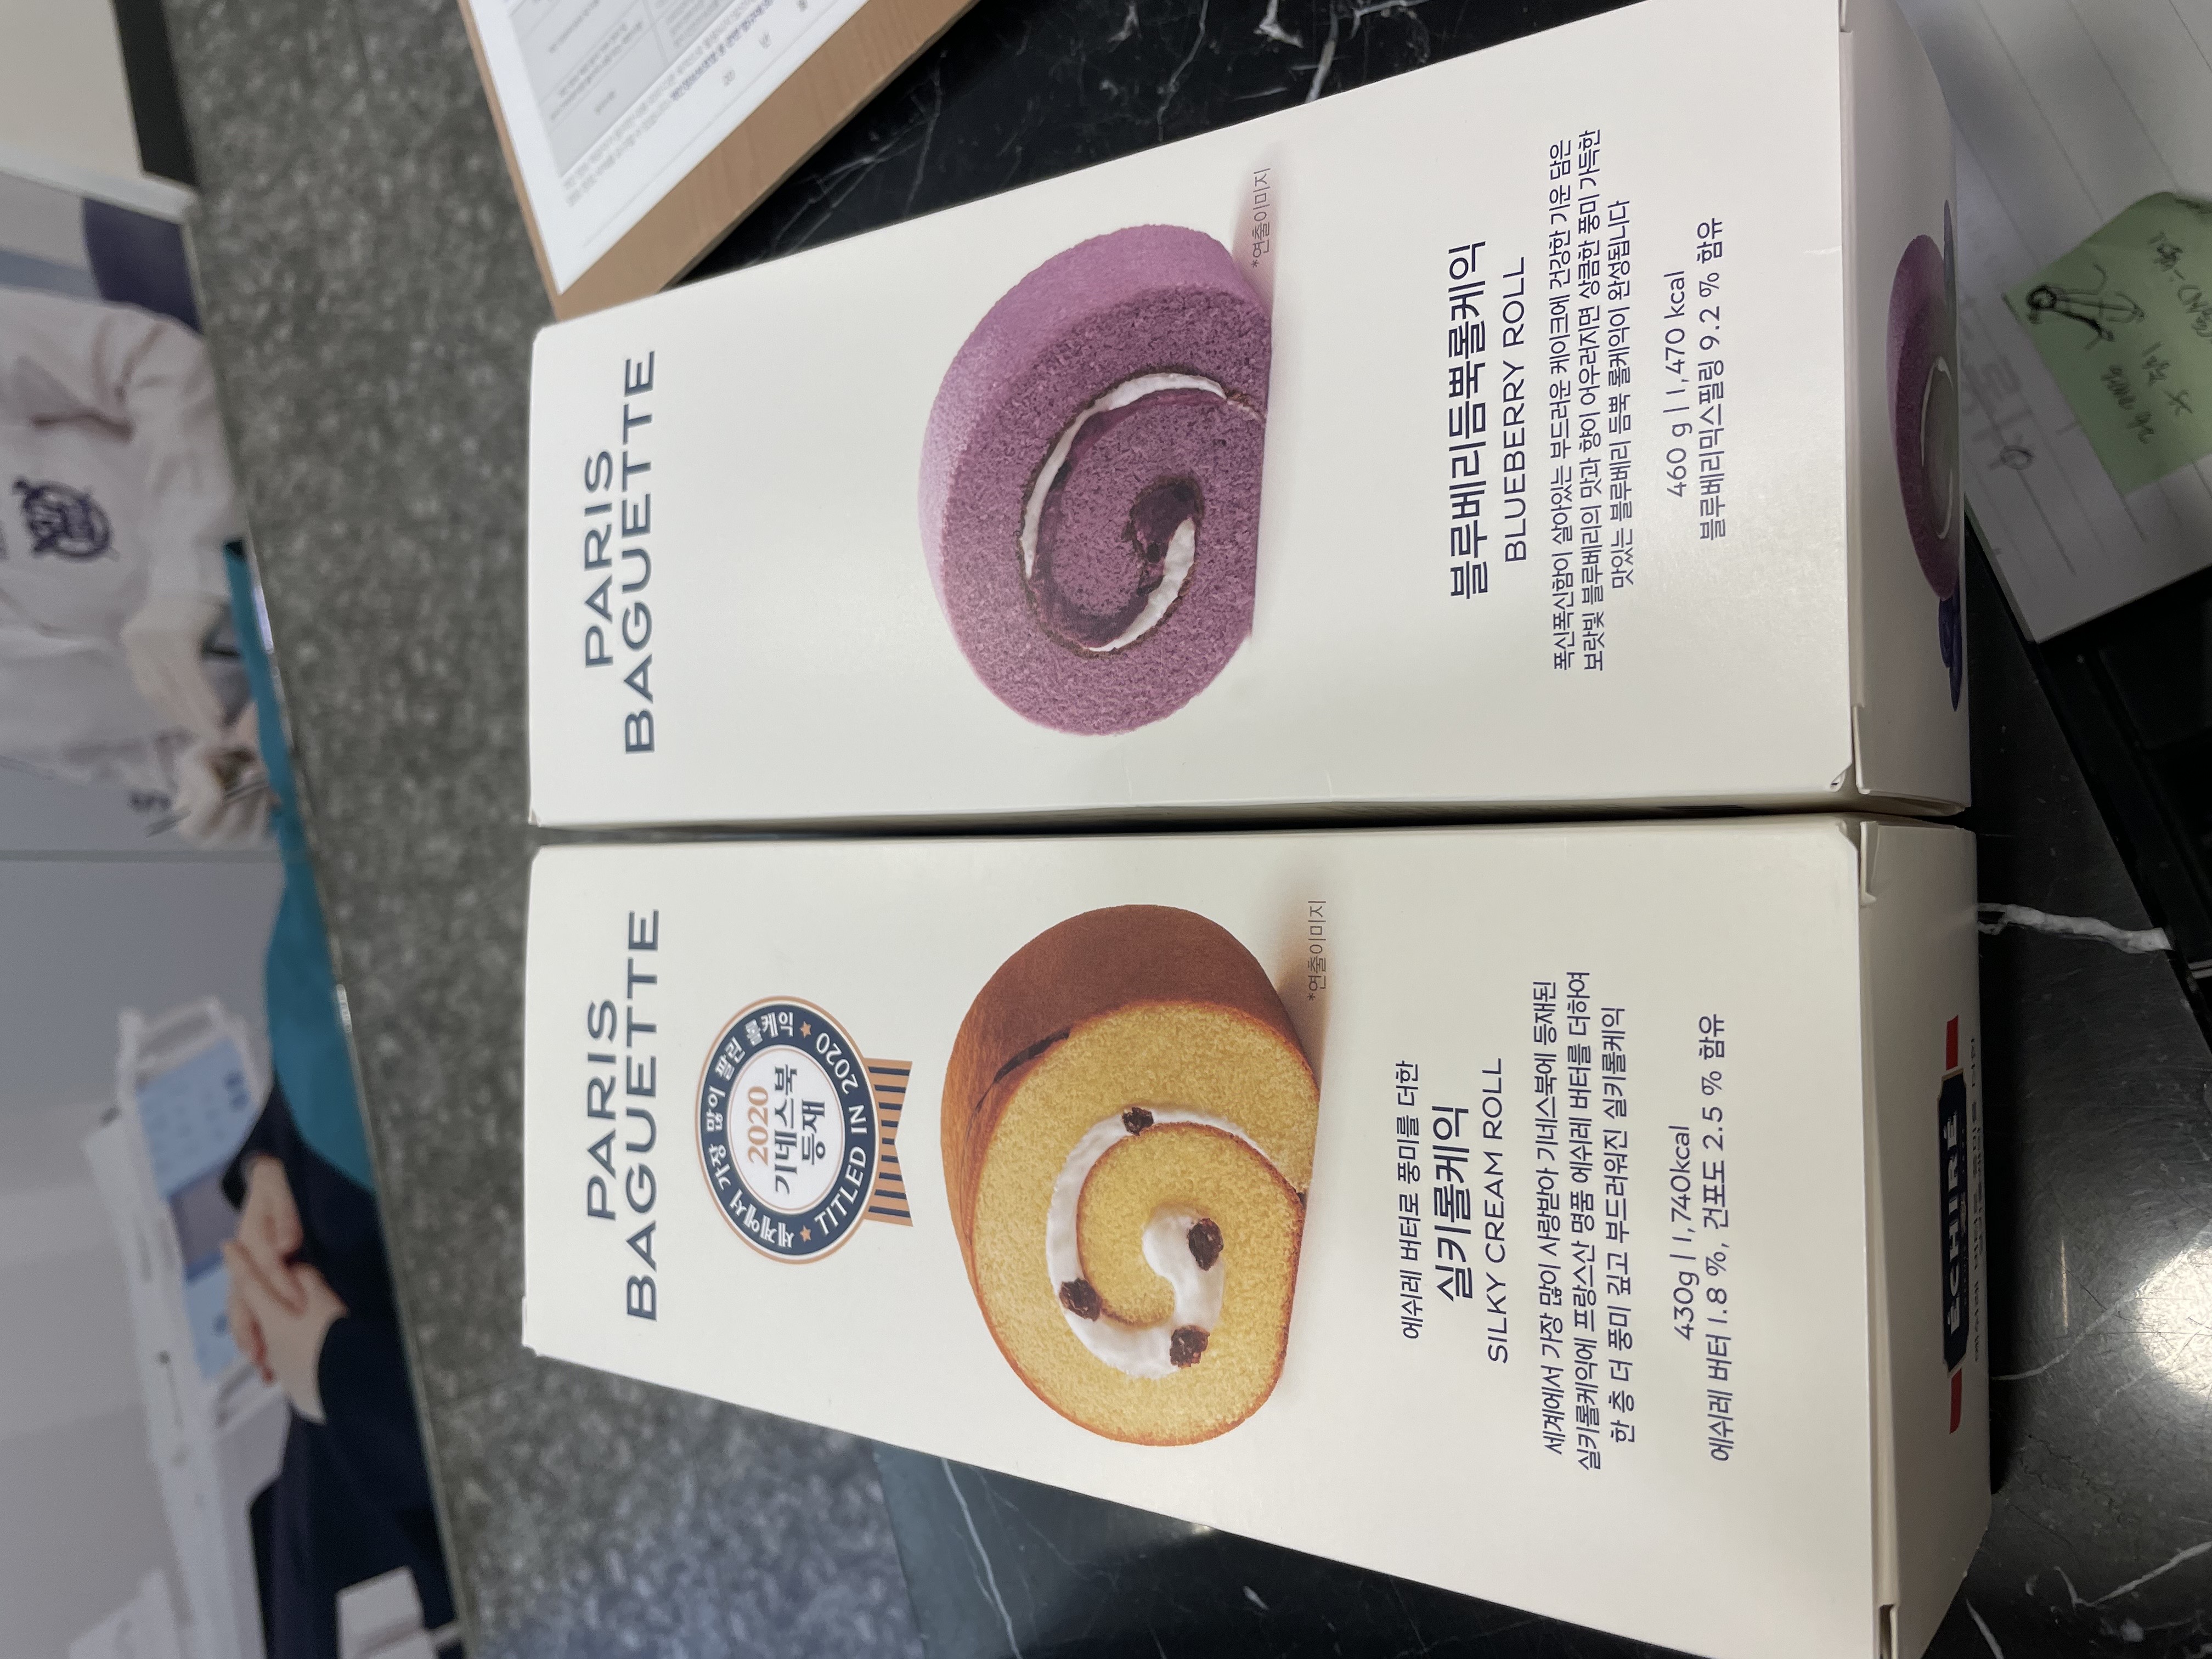 PARIS
BAGUETTE
세계에서 가장 많이 팔린 롤케익
2020
기네스북
등재
TITLED IN 2020
*연출이미지
에쉬레 버터로 풍미를 더한
실키롤케익
SILKY CREAM ROLL
세계에서 가장 많이 사랑받아 기네스북에 등재된
실키롤케익에 프랑스산 명품 에쉬레 버터를 더하여
한 층 더 풍미 깊고 부드러워진 실키롤케익
430g | 1,740kcal
에쉬레 버터 1.8 %, 건포도 2.5 % 함유
ÉCHIRÉ
PARIS
BAGUETTE
*연출이미지
블루베리듬뿍롤케익
BLUEBERRY ROLL
폭신폭신함이 살아있는 부드러운 케이크에 건강한 기운 담은
보랏빛 블루베리의 맛과 향이 어우러지면 상큼한 풍미 가득한
맛있는 블루베리 듬뿍 롤케익이 완성됩니다
460 g | 1,470 kcal
블루베리믹스필링 9.2 % 함유